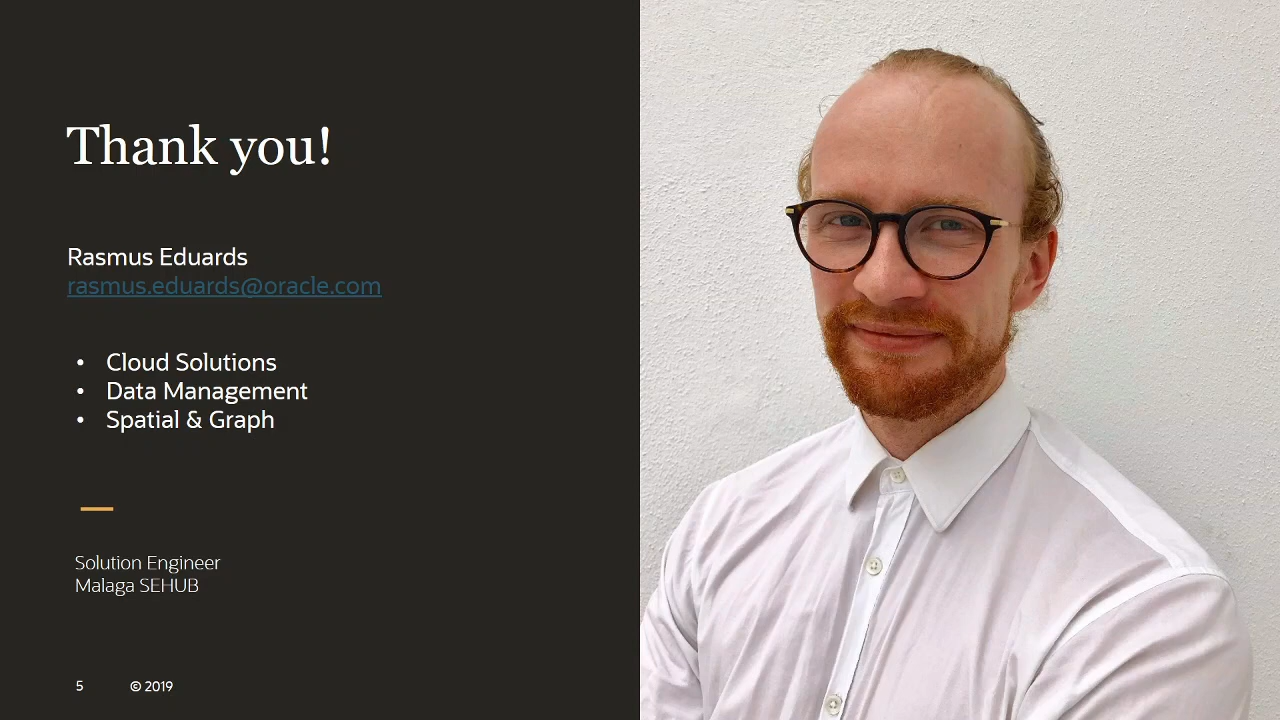 Thank you!
Rasmus Eduards
rasmus.eduards@oracle.com
• Cloud Solutions
• Data Management
• Spatial & Graph
Solution Engineer
Malaga SEHUB
5 © 2019